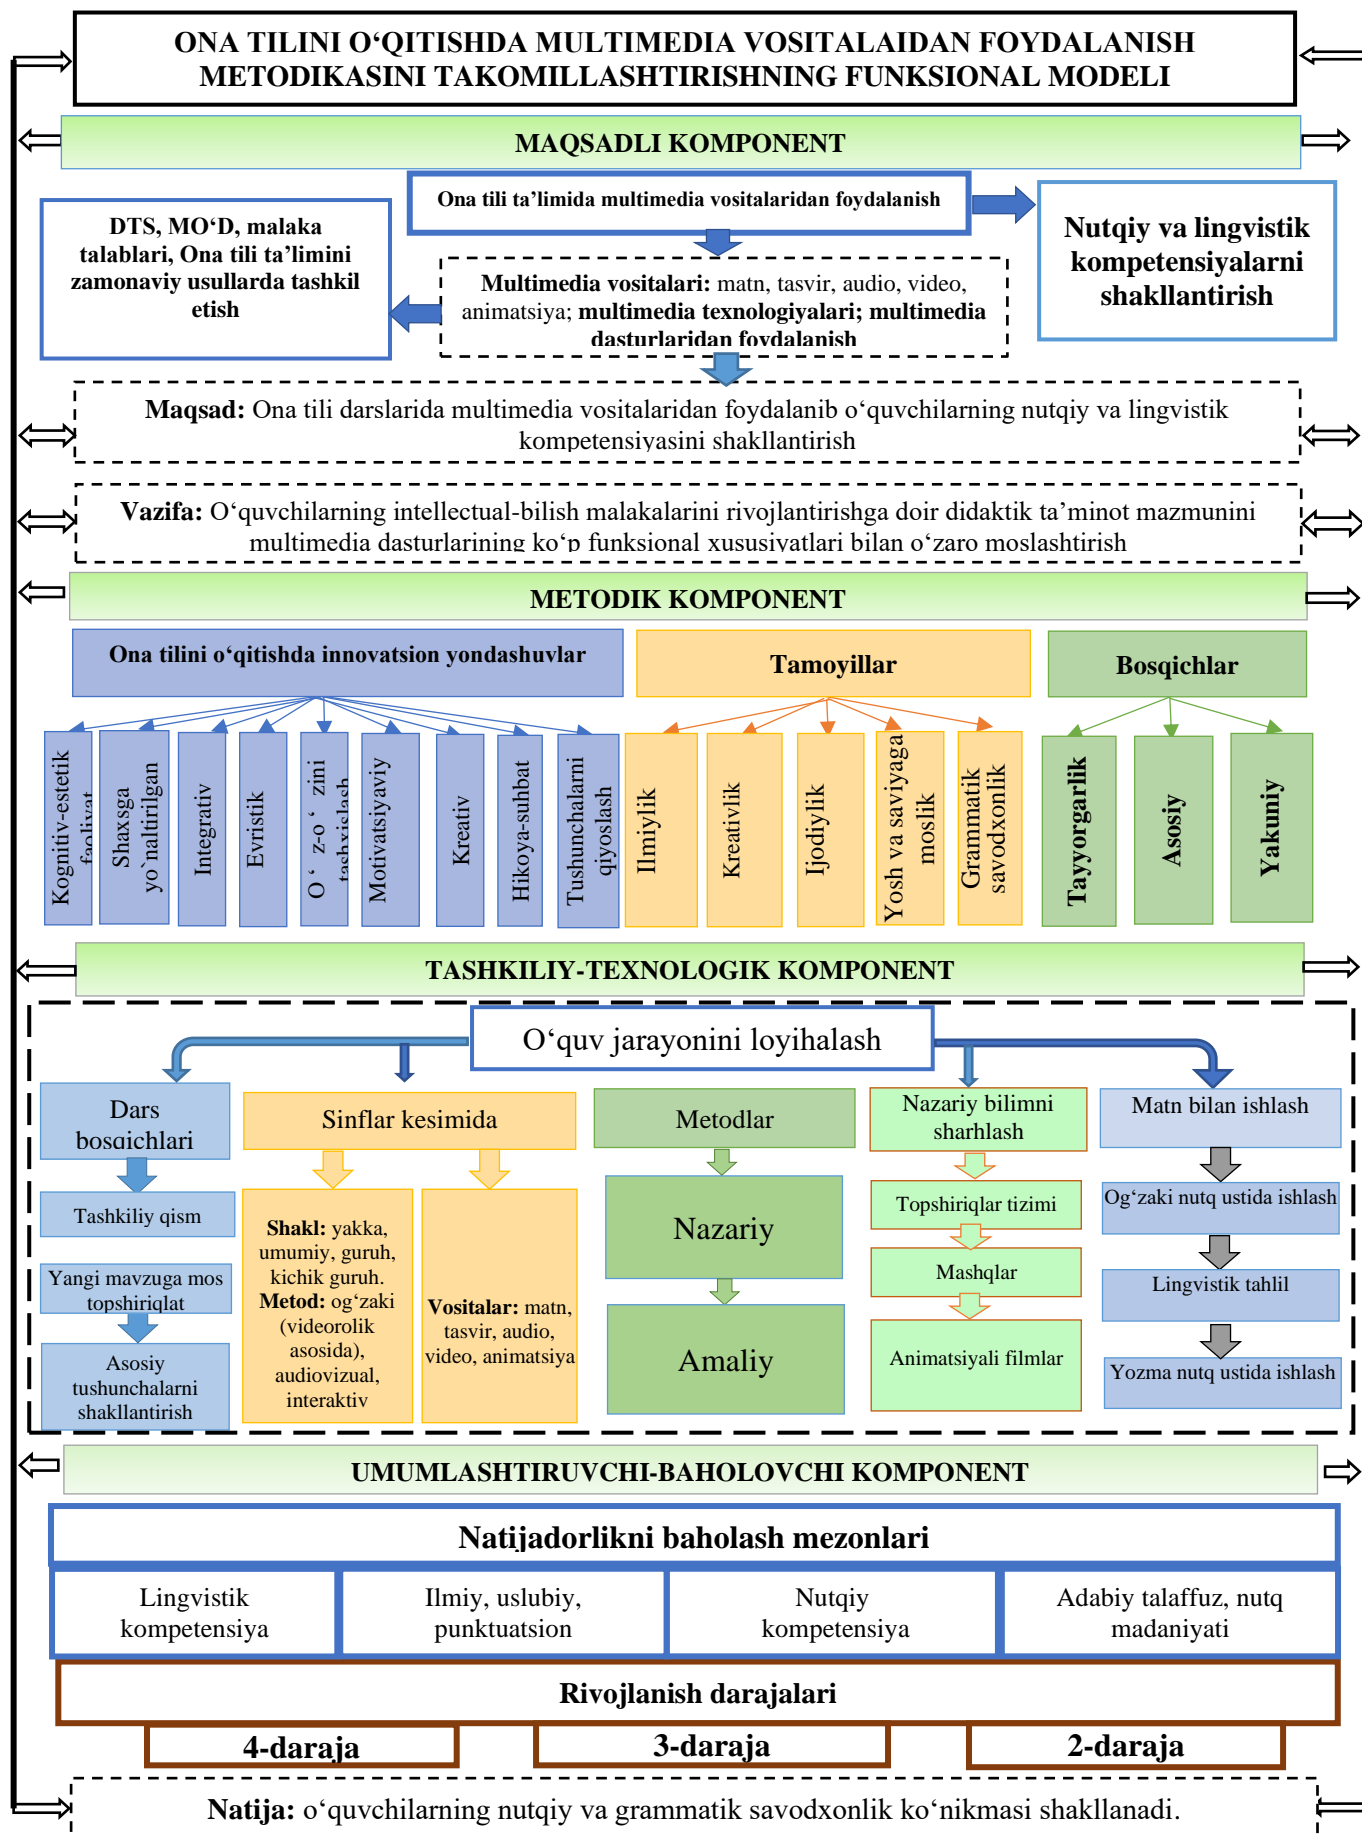 ONA TILINI O‘QITISHDA MULTIMEDIA VOSITALAIDAN FOYDALANISH
METODIKASINI TAKOMILLASHTIRISHNING FUNKSIONAL MODELI
MAQSADLI KOMPONENT
Ona tili ta’limida multimedia vositalaridan foydalanish
DTS, MO‘D, malaka
talablari, Ona tili ta’limini
zamonaviy usullarda tashkil
etish
Nutqiy va lingvistik
kompetensiyalarni
shakllantirish
Multimedia vositalari: matn, tasvir, audio, video,
animatsiya; multimedia texnologiyalari; multimedia
dasturlaridan foydalanish
Maqsad: Ona tili darslarida multimedia vositalaridan foydalanib o‘quvchilarning nutqiy va lingvistik
kompetensiyasini shakllantirish
Vazifa: O‘quvchilarning intellectual-bilish malakalarini rivojlantirishga doir didaktik ta’minot mazmunini
multimedia dasturlarining ko‘p funksional xususiyatlari bilan o‘zaro moslashtirish
METODIK KOMPONENT
Ona tilini o‘qitishda innovatsion yondashuvlar
Tamoyillar
Bosqichlar
Kognitiv-estetik
faoliyat
Shaxsga
yo`naltirilgan
Integrativ
Evristik
O‘ z-o‘ zini
tashxislash
Motivatsiyaviy
Kreativ
Hikoya-suhbat
Tushunchalarni
qiyoslash
Ilmiylik
Kreativlik
Ijodiylik
Yosh va saviyaga
moslik
Grammatik
savodxonlik
Tayyorgarlik
Asosiy
Yakuniy
TASHKILIY-TEXNOLOGIK KOMPONENT
O‘quv jarayonini loyihalash
Dars
bosqichlari
Tashkiliy qism
Yangi mavzuga mos
topshiriqlat
Asosiy
tushunchalarni
shakllantirish
Sinflar kesimida
Shakl: yakka,
umumiy, guruh,
kichik guruh.
Metod: og‘zaki
(videorolik
asosida),
audiovizual,
interaktiv
Vositalar: matn,
tasvir, audio,
video, animatsiya
Metodlar
Nazariy
Amaliy
Nazariy bilimni
sharhlash
Topshiriqlar tizimi
Mashqlar
Animatsiyali filmlar
Matn bilan ishlash
Og‘zaki nutq ustida ishlash
Lingvistik tahlil
Yozma nutq ustida ishlash
UMUMLASHTIRUVCHI-BAHOLOVCHI KOMPONENT
Natijadorlikni baholash mezonlari
Lingvistik
kompetensiya
Ilmiy, uslubiy,
punktuatsion
Nutqiy
kompetensiya
Adabiy talaffuz, nutq
madaniyati
Rivojlanish darajalari
4-daraja
3-daraja
2-daraja
Natija: o‘quvchilarning nutqiy va grammatik savodxonlik ko‘nikmasi shakllanadi.